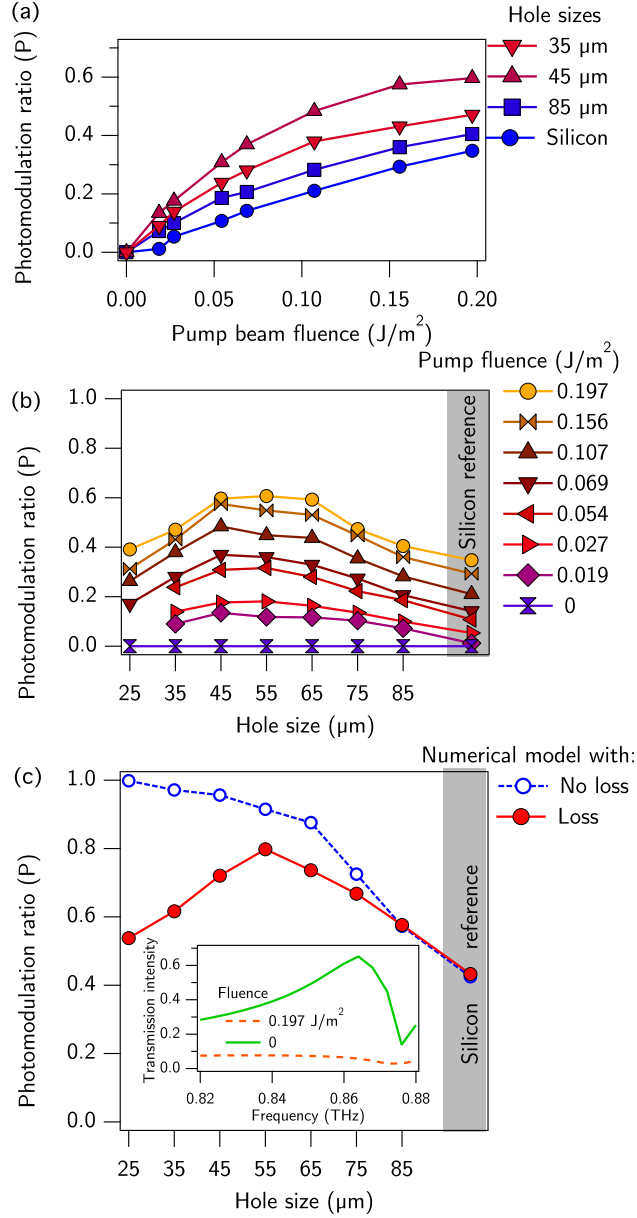 (a)
Hole sizes
35 μm
45 μm
85 μm
Silicon
Photomodulation ratio (P)
0.6
0.4
0.2
0.0
0.00 0.05 0.10 0.15 0.20
Pump beam fluence (J/m²)
Pump fluence (J/m²)
(b)
0.197
0.156
0.107
0.069
0.054
0.027
0.019
0
Silicon reference
Photomodulation ratio (P)
1.0
0.8
0.6
0.4
0.2
0.0
25 35 45 55 65 75 85
Hole size (μm)
Numerical model with:
(c)
No loss
Loss
Silicon reference
Photomodulation ratio (P)
1.0
0.8
0.6
0.4
0.2
0.0
Transmission intensity
0.6
0.4
0.2
0.0
Fluence
0.197 J/m²
0
0.82 0.84 0.86 0.88
Frequency (THz)
25 35 45 55 65 75 85
Hole size (μm)